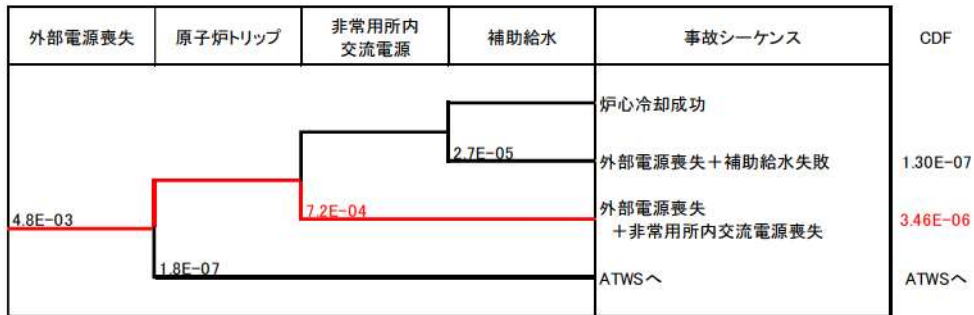 外部電源喪失
原子炉トリップ
非常用所内
交流電源
補助給水
事故シーケンス
CDF
炉心冷却成功
2.7E-05
外部電源喪失+補助給水失敗
1.30E-07
4.8E-03
7.2E-04
外部電源喪失
+非常用所内交流電源喪失
3.46E-06
1.8E-07
ATWSへ
ATWSへ